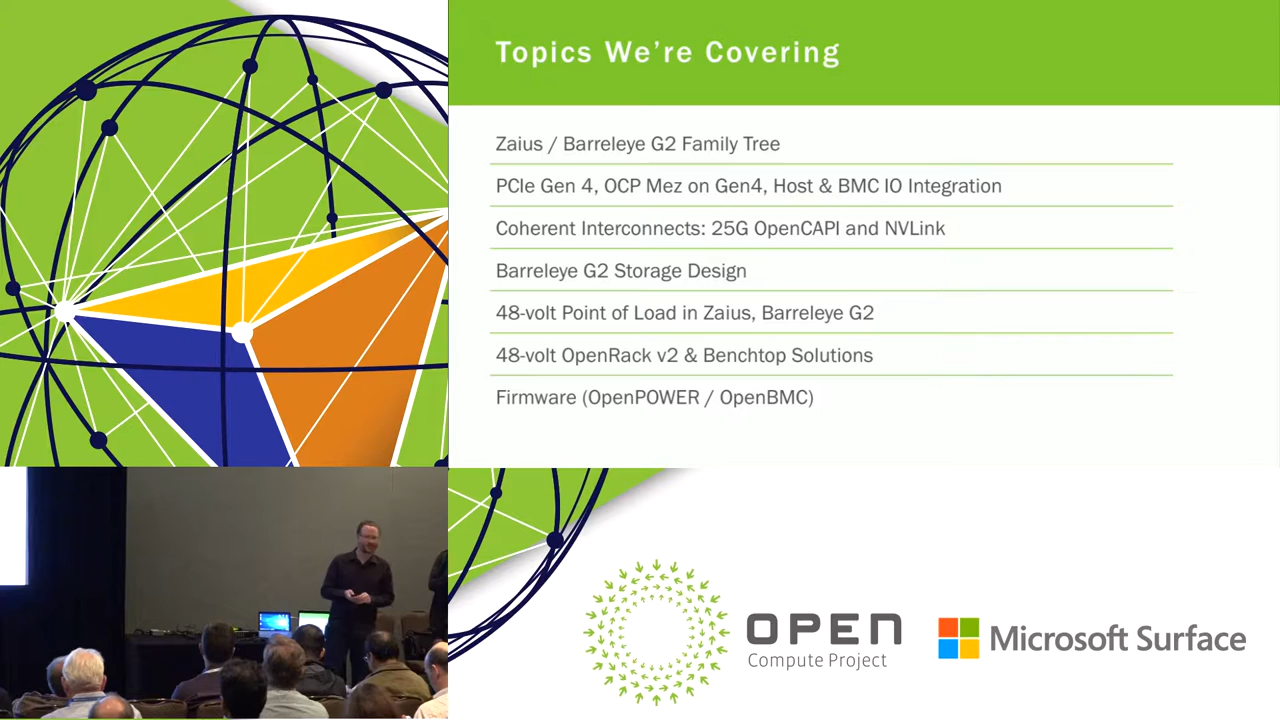 Topics We're Covering
Zaius / Barreleye G2 Family Tree
PCIe Gen 4, OCP Mez on Gen4, Host & BMC IO Integration
Coherent Interconnects: 25G OpenCAPI and NVLink
Barreleye G2 Storage Design
48-volt Point of Load in Zaius, Barreleye G2
48-volt OpenRack v2 & Benchtop Solutions
Firmware (OpenPOWER / OpenBMC)
OPEN
Compute Project
Microsoft Surface